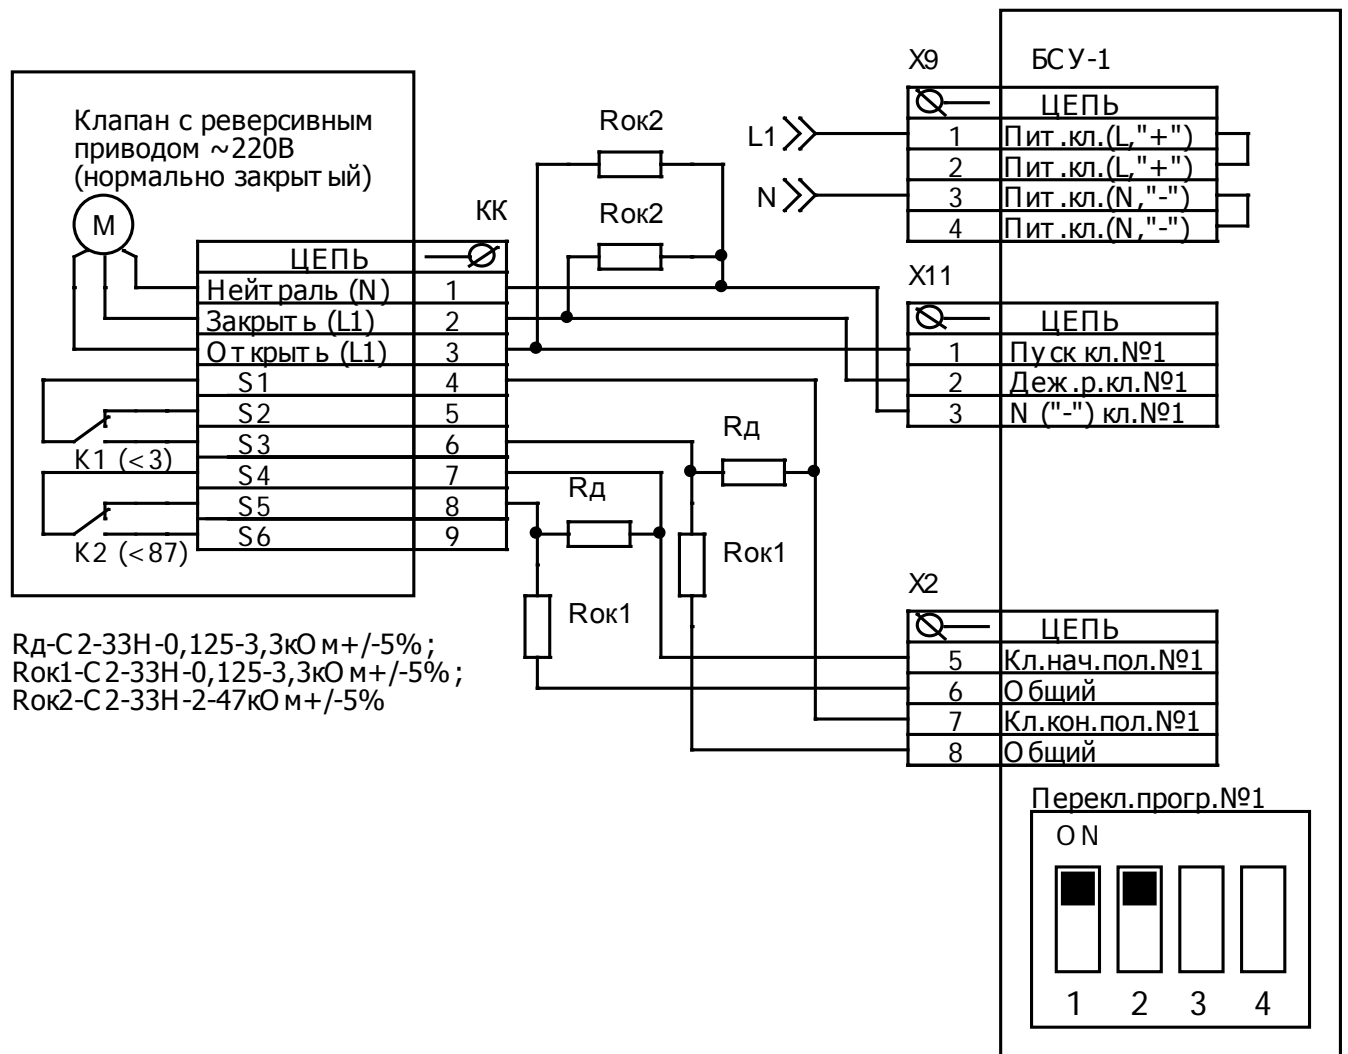 Клапан с реверсивным
приводом ~220В
(нормально закрытый)
М
КК
ЦЕПЬ
Нейтраль (N) 1
Закрыть (L1) 2
Открыть (L1) 3
S1 4
S2 5
S3 6
S4 7
S5 8
S6 9
К1 (<3)
К2 (<87)
Rок2
Rок2
Rд
Rд
Rок1
Rок1
Rд-С2-33Н-0,125-3,3кОм+/-5%;
Rок1-С2-33Н-0,125-3,3кОм+/-5%;
Rок2-С2-33Н-2-47кОм+/-5%
L1
N
X9
БСУ-1
ЦЕПЬ
1 Пит.кл.(L,"+")
2 Пит.кл.(L,"+")
3 Пит.кл.(N,"-")
4 Пит.кл.(N,"-")
X11
ЦЕПЬ
1 Пуск кл.№1
2 Деж.р.кл.№1
3 N ("-") кл.№1
X2
ЦЕПЬ
5 Кл.нач.пол.№1
6 Общий
7 Кл.кон.пол.№1
8 Общий
Перекл.прогр.№1
ON
1 2 3 4